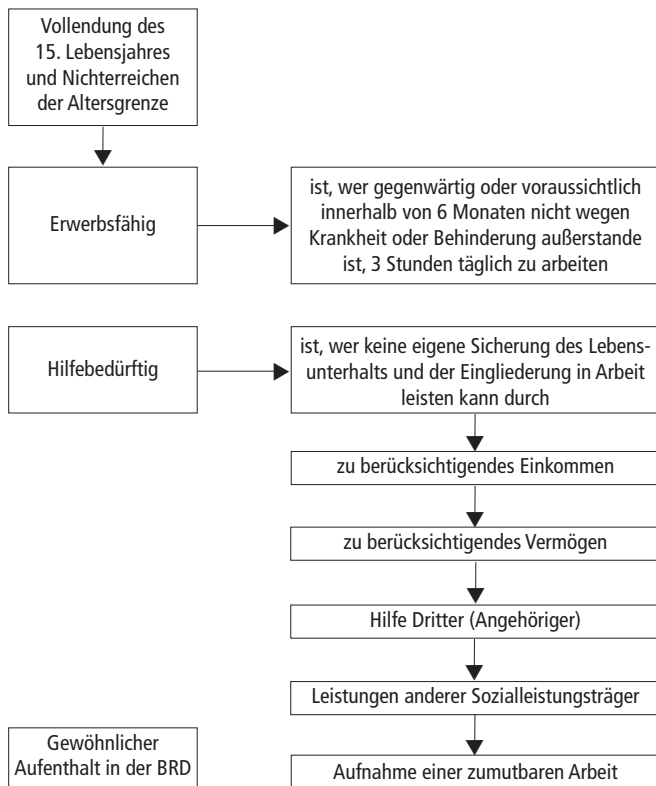 Vollendung des
15. Lebensjahres
und Nichterreichen
der Altersgrenze
Erwerbsfähig
ist, wer gegenwärtig oder voraussichtlich
innerhalb von 6 Monaten nicht wegen
Krankheit oder Behinderung außerstande
ist, 3 Stunden täglich zu arbeiten
Hilfebedürftig
ist, wer keine eigene Sicherung des Lebens-
unterhalts und der Eingliederung in Arbeit
leisten kann durch
zu berücksichtigendes Einkommen
zu berücksichtigendes Vermögen
Hilfe Dritter (Angehöriger)
Leistungen anderer Sozialleistungsträger
Gewöhnlicher
Aufenthalt in der BRD
Aufnahme einer zumutbaren Arbeit